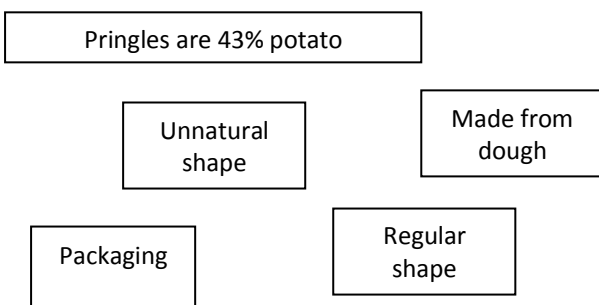 Pringles are 43% potato
Unnatural
shape
Made from
dough
Packaging
Regular
shape